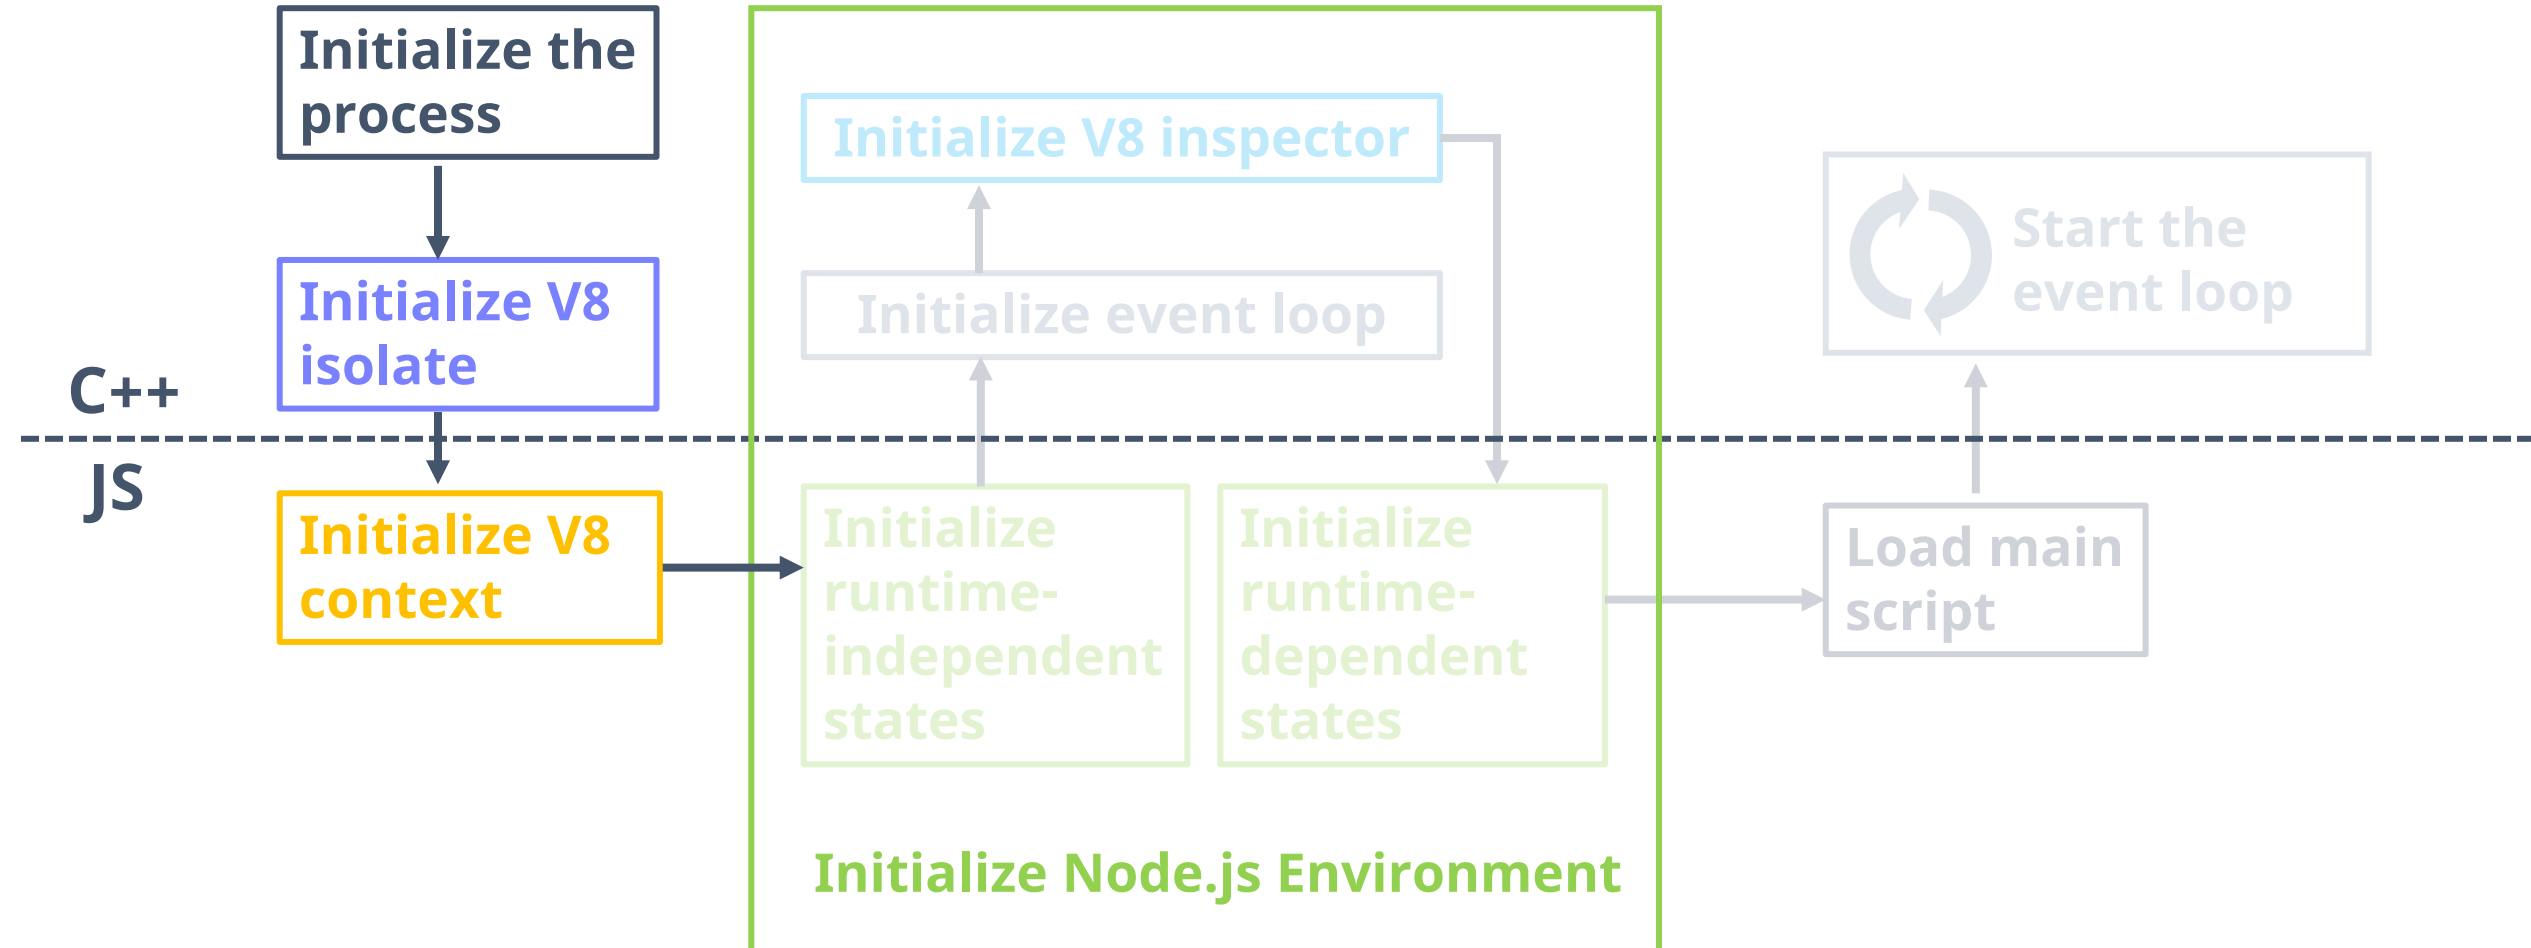 Initialize the
process
Initialize V8
isolate
C++
JS
Initialize V8
context
Initialize V8 inspector
Initialize event loop
Initialize
runtime-
independent
states
Initialize
runtime-
dependent
states
Initialize Node.js Environment
Start the
event loop
Load main
script